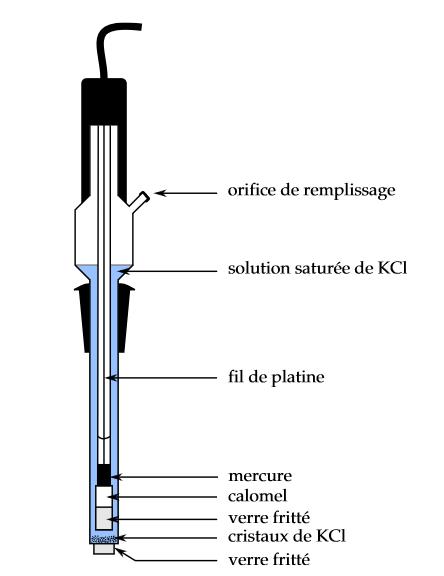 orifice de remplissage
solution saturée de KCl
fil de platine
mercure
calomel
verre fritté
cristaux de KCl
verre fritté